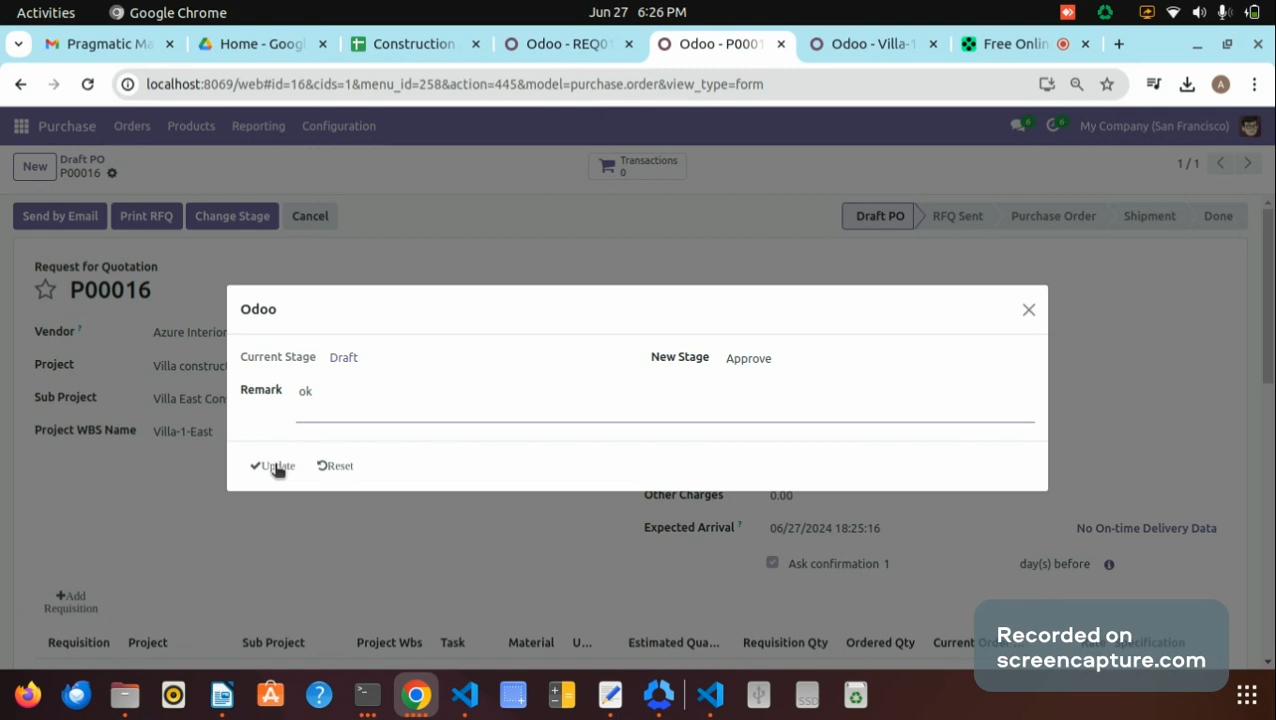 Activities
Google Chrome
Jun 27 6:26 PM
Pragmatic Ma
Home - Goog
Construction
Odoo - REQ01
Odoo - P0001
Odoo - Villa-1
Free Onlin
localhost:8069/web#id=16&cids=1&menu_id=258&action=445&model=purchase.order&view_type=form
A
Purchase
Orders
Products
Reporting
Configuration
6
6
My Company (San Francisco)
New
Draft PO
P00016
Transactions
0
1 / 1
Send by Email
Print RFQ
Change Stage
Cancel
Draft PO
RFQ Sent
Purchase Order
Shipment
Done
Request for Quotation
P00016
Vendor ?
Azure Interior
Project
Villa construct
Sub Project
Villa East Con
Project WBS Name
Villa-1-East
Odoo
Current Stage
Draft
New Stage
Approve
Remark
ok
Update
Reset
Other Charges
0.00
Expected Arrival ?
06/27/2024 18:25:16
No On-time Delivery Data
Ask confirmation 1
day(s) before
Add
Requisition
Requisition
Project
Sub Project
Project Wbs
Task
Material
U...
Estimated Qua...
Requisition Qty
Ordered Qty
Current Order...
Rate
Specification
Recorded on
screencapture.com
SSD